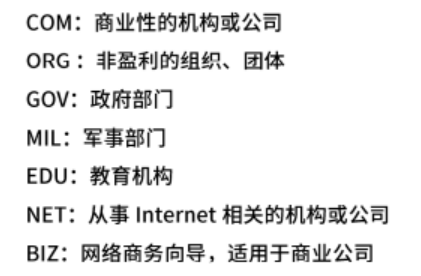 COM：商业性的机构或公司
ORG：非盈利的组织、团体
GOV：政府部门
MIL：军事部门
EDU：教育机构
NET：从事 Internet 相关的机构或公司
BIZ：网络商务向导，适用于商业公司